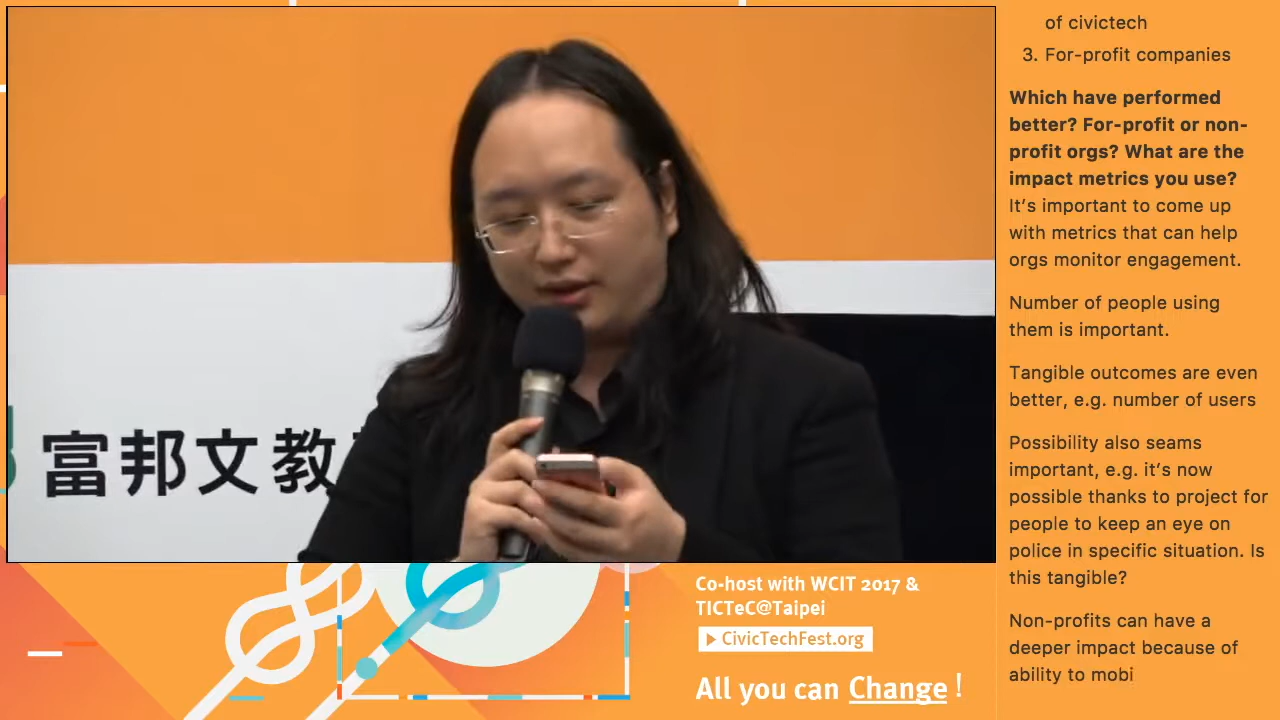 富邦文教
Co-host with WCIT 2017 &
TICTeC@Taipei
CivicTechFest.org
All you can Change !
of civictech
3. For-profit companies
Which have performed
better? For-profit or non-
profit orgs? What are the
impact metrics you use?
It’s important to come up
with metrics that can help
orgs monitor engagement.
Number of people using
them is important.
Tangible outcomes are even
better, e.g. number of users
Possibility also seams
important, e.g. it’s now
possible thanks to project for
people to keep an eye on
police in specific situation. Is
this tangible?
Non-profits can have a
deeper impact because of
ability to mobi